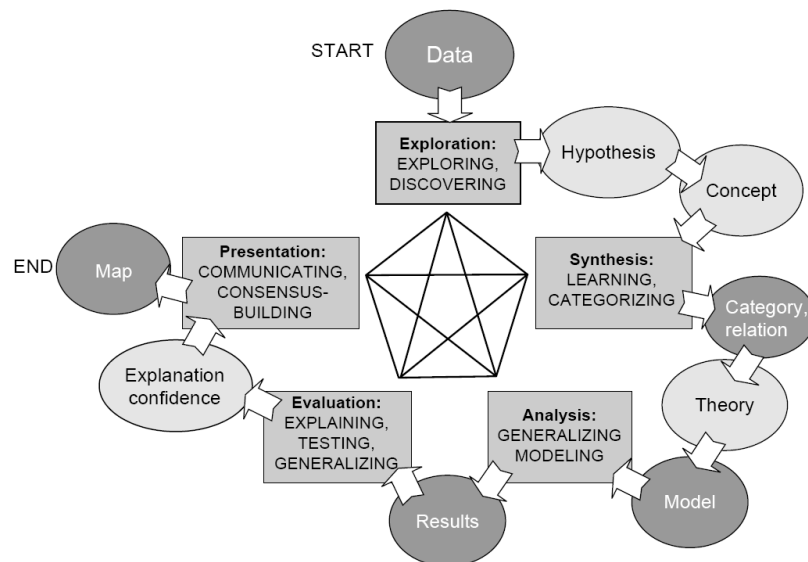 START
Data
Exploration:
EXPLORING,
DISCOVERING
Hypothesis
Concept
Synthesis:
LEARNING,
CATEGORIZING
Category,
relation
Theory
Model
Analysis:
GENERALIZING
MODELING
Results
Evaluation:
EXPLAINING,
TESTING,
GENERALIZING
Explanation
confidence
Presentation:
COMMUNICATING,
CONSENSUS-
BUILDING
Map
END